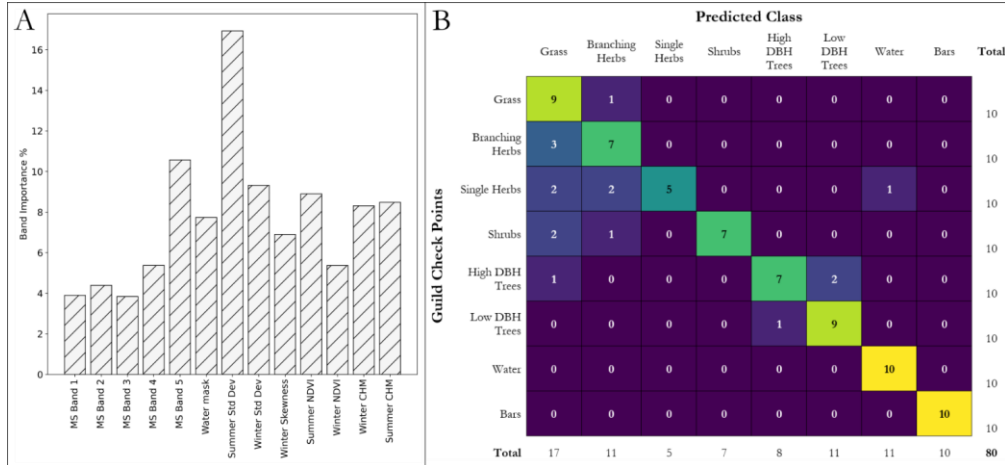 A
Band Importance %
16
14
12
10
8
6
4
2
0
MS Band 1
MS Band 2
MS Band 3
MS Band 4
MS Band 5
Water mask
Summer Std Dev
Winter Std Dev
Winter Skewness
Summer NDVI
Winter NDVI
Winter CHM
Summer CHM
B
Predicted Class
Grass
Branching
Herbs
Single
Herbs
Shrubs
High
DBH
Trees
Low
DBH
Trees
Water
Bars
Total
Guild Check Points
Grass 9 1 0 0 0 0 0 0 10
Branching
Herbs 3 7 0 0 0 0 0 0 10
Single Herbs 2 2 5 0 0 0 1 0 10
Shrubs 2 1 0 7 0 0 0 0 10
High DBH
Trees 1 0 0 0 7 2 0 0 10
Low DBH
Trees 0 0 0 0 1 9 0 0 10
Water 0 0 0 0 0 0 10 0 10
Bars 0 0 0 0 0 0 0 10 10
Total 17 11 5 7 8 11 11 10 80